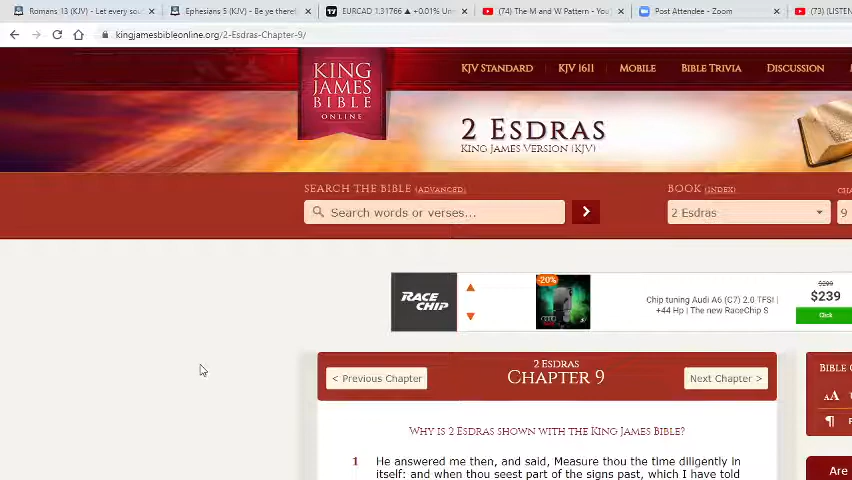 Romans 13 (KJV) - Let every sou
Ephesians 5 (KJV) - Be ye theref
EURCAD 1.31766 ▲ +0.01% Un
(74) The M and W Pattern - You
Post Attendee - Zoom
(73) (LISTEN
kingjamesbibleonline.org/2-Esdras-Chapter-9/
KING
JAMES
BIBLE
ONLINE
KJV STANDARD
KJV 1611
MOBILE
BIBLE TRIVIA
DISCUSSION
2 ESDRAS
KING JAMES VERSION (KJV)
SEARCH THE BIBLE (ADVANCED)
BOOK (INDEX)
CHA
Search words or verses...
2 Esdras
9
RACE
CHIP
-20%
Chip tuning Audi A6 (C7) 2.0 TFSI |
+44 Hp | The new RaceChip S
$299
$239
Click
< Previous Chapter
2 ESDRAS
CHAPTER 9
Next Chapter >
BIBLE
WHY IS 2 ESDRAS SHOWN WITH THE KING JAMES BIBLE?
1 He answered me then, and said, Measure thou the time diligently in
itself: and when thou seest part of the signs past, which I have told
Are